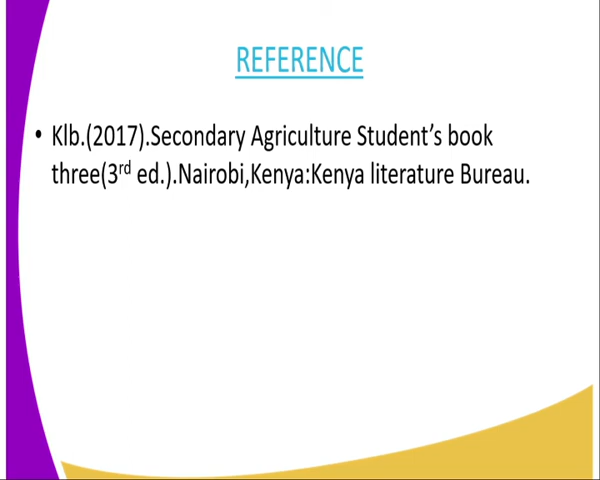 REFERENCE
• Klb.(2017).Secondary Agriculture Student’s book
three(3rd ed.).Nairobi,Kenya:Kenya literature Bureau.